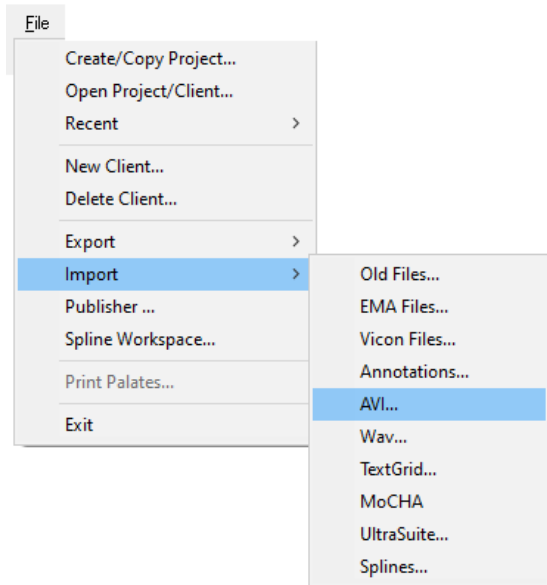 File
Create/Copy Project...
Open Project/Client...
Recent
New Client...
Delete Client...
Export
Import
Publisher ...
Spline Workspace...
Print Palates...
Exit
Old Files...
EMA Files...
Vicon Files...
Annotations...
AVI...
Wav...
TextGrid...
MoCHA
UltraSuite...
Splines...